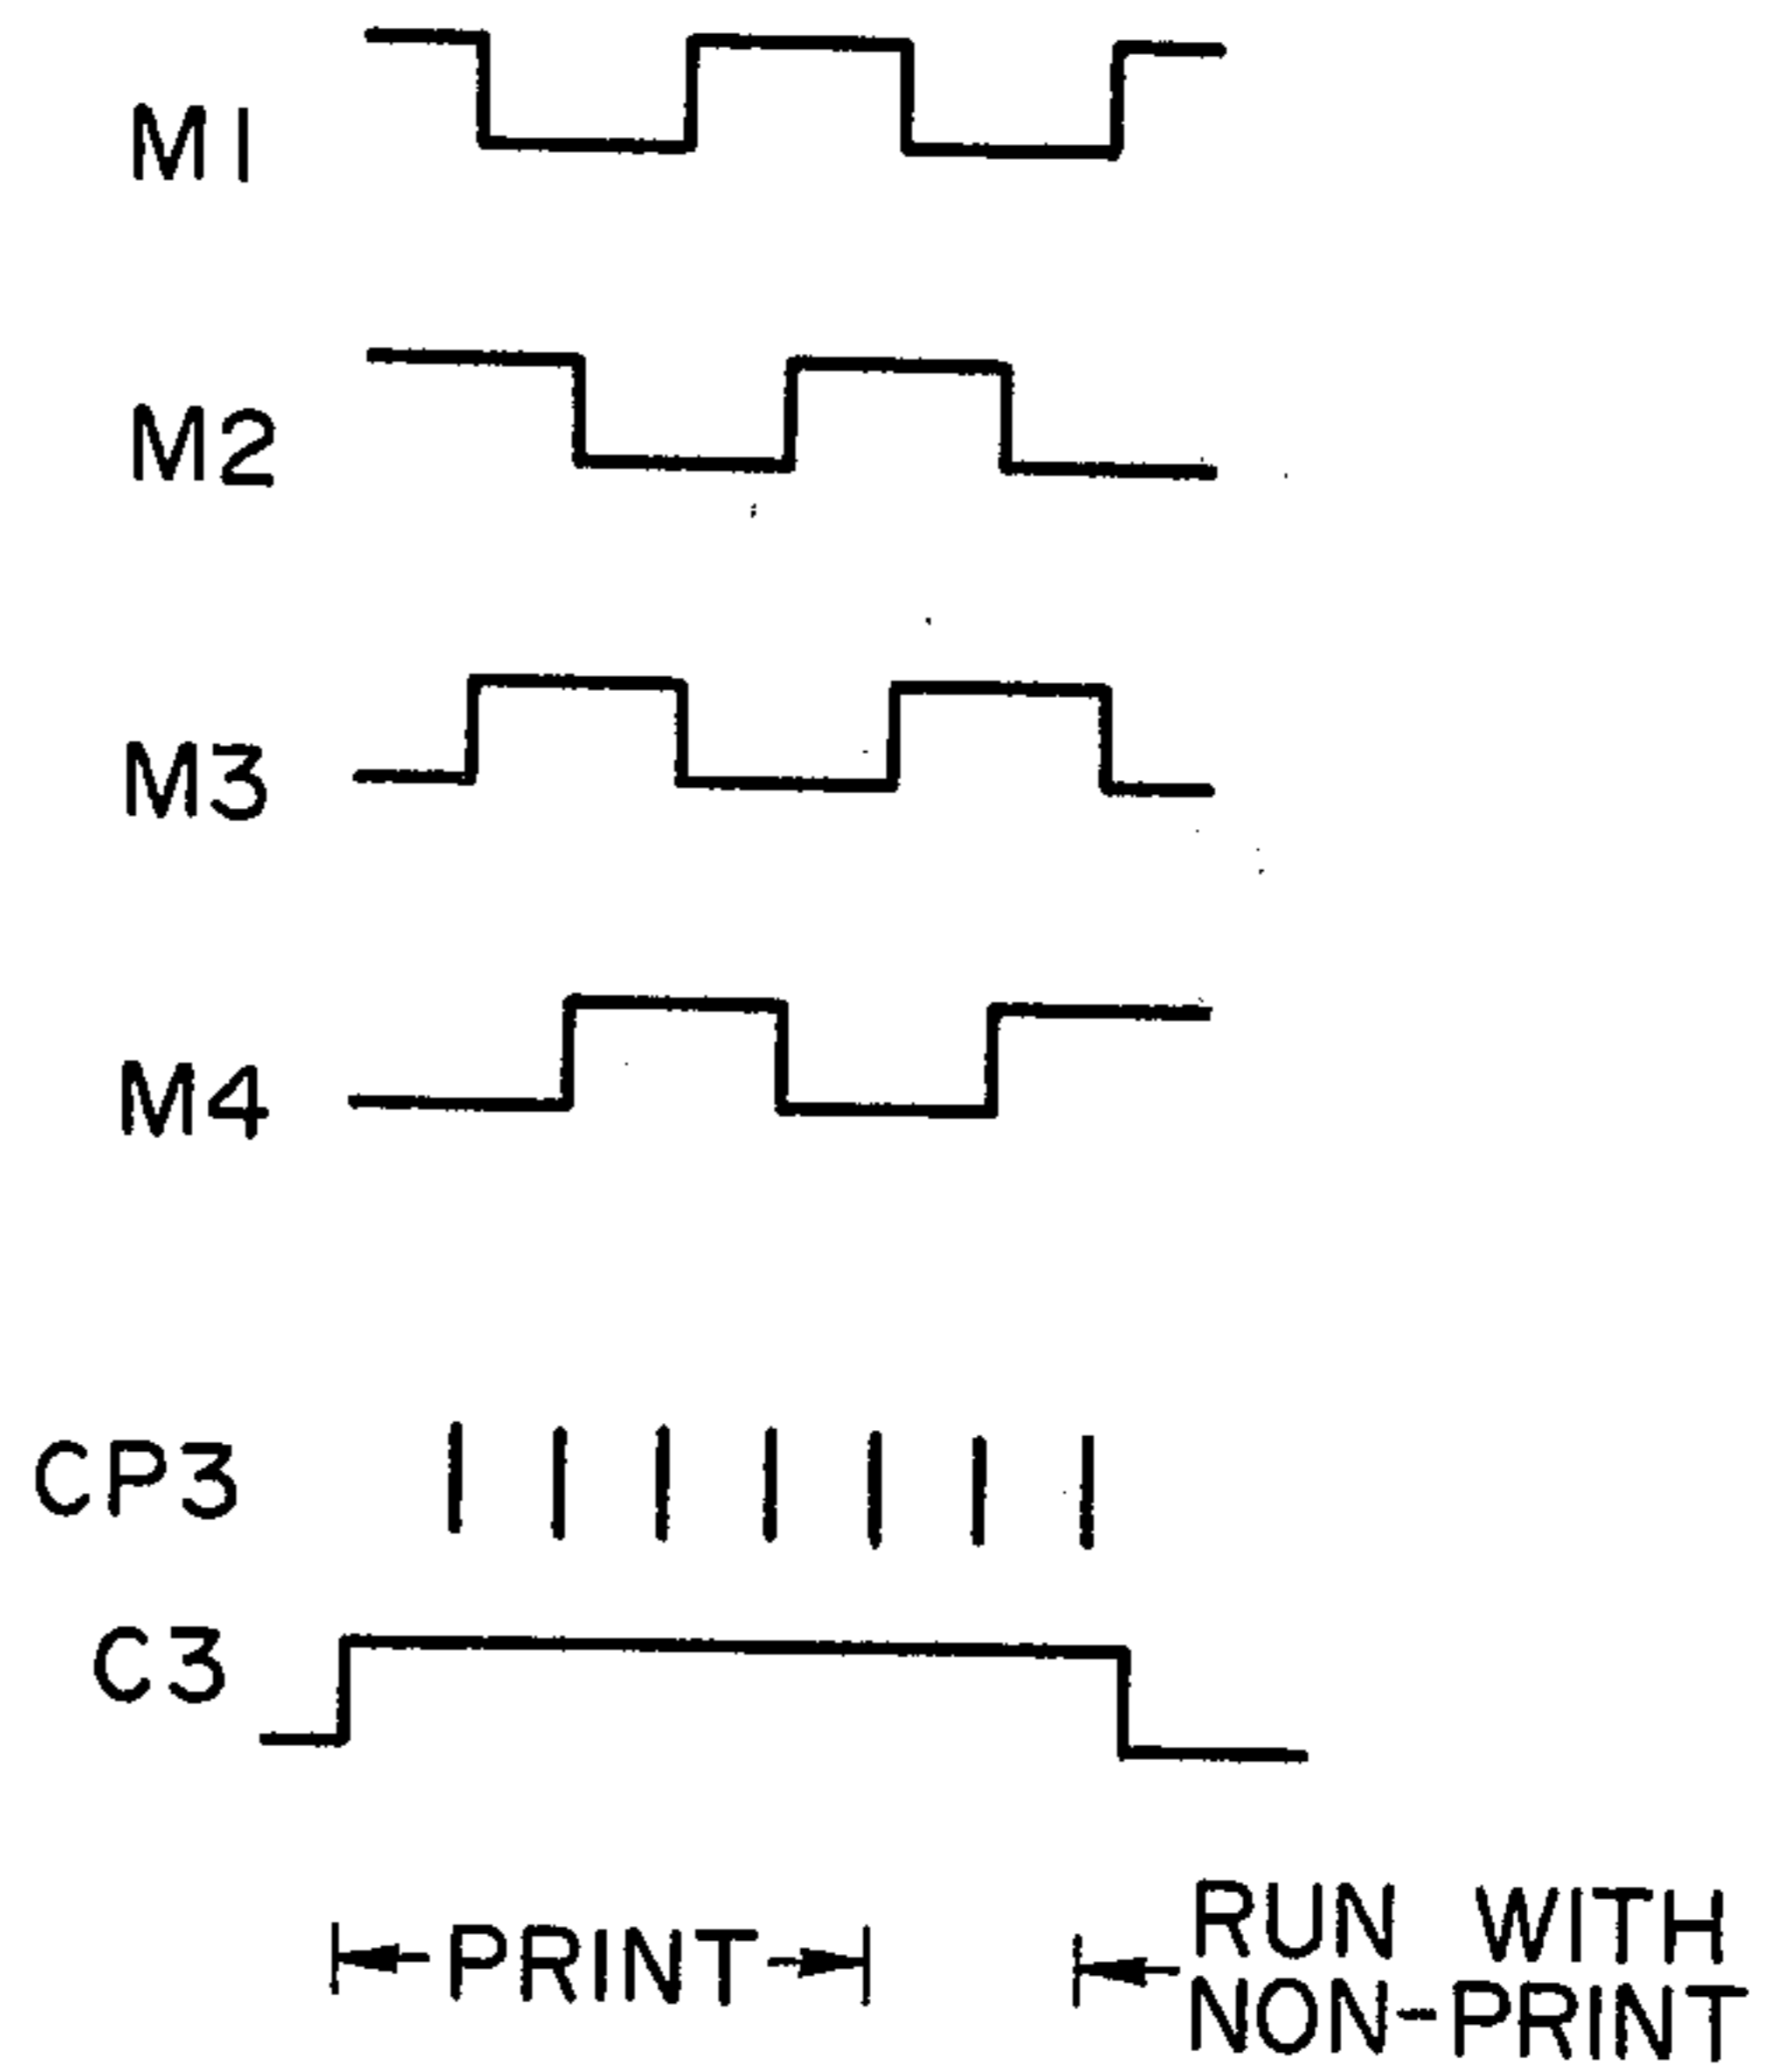 M1
M2
M3
M4
CP3
C3
PRINT
RUN WITH
NON-PRINT